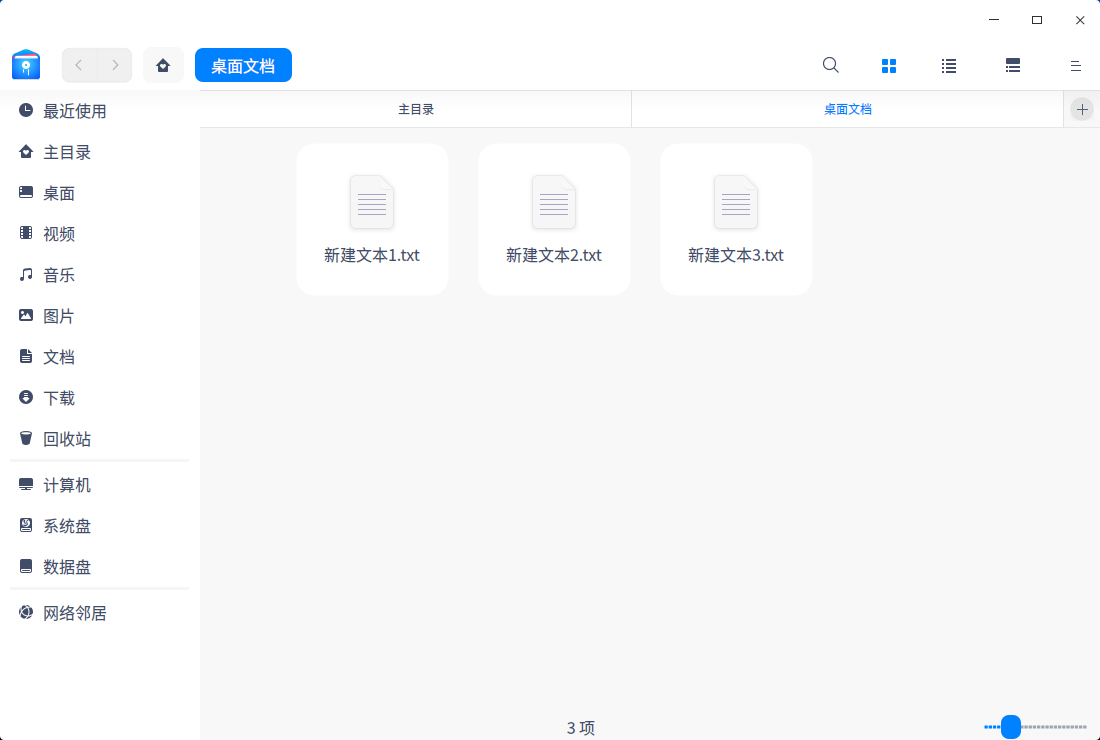 桌面文档
最近使用
主目录
桌面
视频
音乐
图片
文档
下载
回收站
计算机
系统盘
数据盘
网络邻居
主目录
桌面文档
新建文本1.txt
新建文本2.txt
新建文本3.txt
3 项